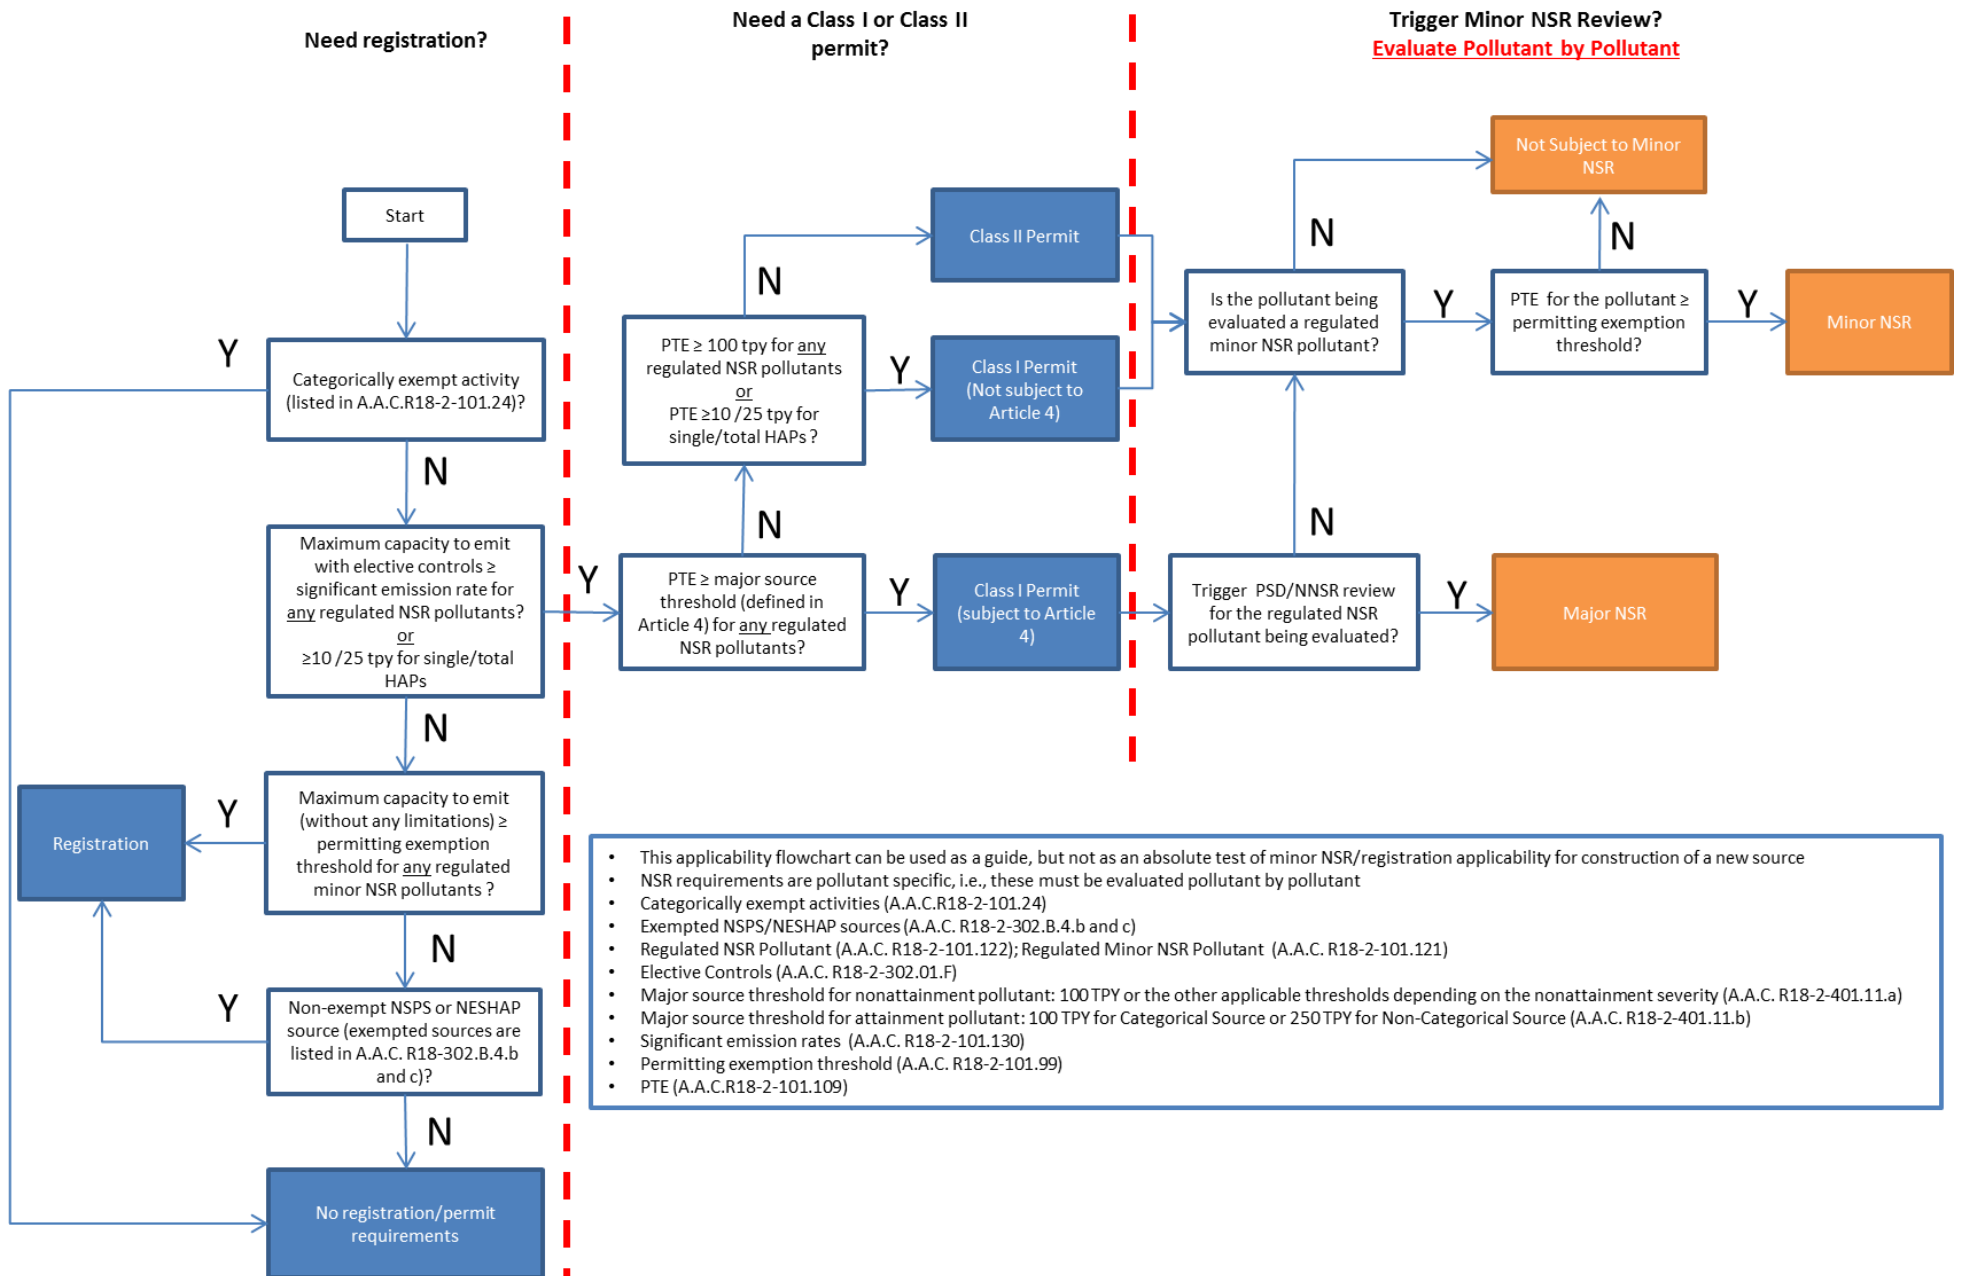 Need registration?
Need a Class I or Class II
permit?
Trigger Minor NSR Review?
Evaluate Pollutant by Pollutant
Start
Y
Categorically exempt activity
(listed in A.A.C.R18-2-101.24)?
N
Maximum capacity to emit
with elective controls ≥
significant emission rate for
any regulated NSR pollutants?
or
≥10 /25 tpy for single/total
HAPs
Y
N
Maximum capacity to emit
(without any limitations) ≥
permitting exemption
threshold for any regulated
minor NSR pollutants ?
Y
Registration
N
Non-exempt NSPS or NESHAP
source (exempted sources are
listed in A.A.C. R18-302.B.4.b
and c)?
Y
N
No registration/permit
requirements
Class II Permit
N
PTE ≥ 100 tpy for any
regulated NSR pollutants
or
PTE ≥10 /25 tpy for
single/total HAPs ?
Y
Class I Permit
(Not subject to
Article 4)
N
PTE ≥ major source
threshold (defined in
Article 4) for any regulated
NSR pollutants?
Y
Class I Permit
(subject to Article
4)
Not Subject to Minor
NSR
N
N
Is the pollutant being
evaluated a regulated
minor NSR pollutant?
Y
PTE for the pollutant ≥
permitting exemption
threshold?
Y
Minor NSR
N
Trigger PSD/NNSR review
for the regulated NSR
pollutant being evaluated?
Y
Major NSR
• This applicability flowchart can be used as a guide, but not as an absolute test of minor NSR/registration applicability for construction of a new source
• NSR requirements are pollutant specific, i.e., these must be evaluated pollutant by pollutant
• Categorically exempt activities (A.A.C.R18-2-101.24)
• Exempted NSPS/NESHAP sources (A.A.C. R18-2-302.B.4.b and c)
• Regulated NSR Pollutant (A.A.C. R18-2-101.122); Regulated Minor NSR Pollutant (A.A.C. R18-2-101.121)
• Elective Controls (A.A.C. R18-2-302.01.F)
• Major source threshold for nonattainment pollutant: 100 TPY or the other applicable thresholds depending on the nonattainment severity (A.A.C. R18-2-401.11.a)
• Major source threshold for attainment pollutant: 100 TPY for Categorical Source or 250 TPY for Non-Categorical Source (A.A.C. R18-2-401.11.b)
• Significant emission rates (A.A.C. R18-2-101.130)
• Permitting exemption threshold (A.A.C. R18-2-101.99)
• PTE (A.A.C.R18-2-101.109)